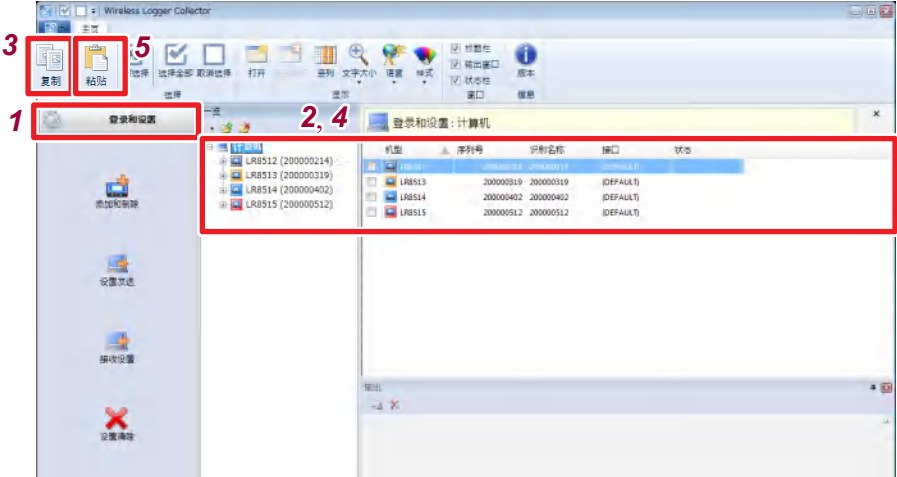 Wireless Logger Collector
主页
3
5
复制
粘贴
选择全部
取消选择
打开
并列
文字大小
语言
样式
标题栏
输出窗口
状态栏
版本
选择
显示
窗口
信息
1
登录和设置
一览
2, 4
登录和设置 : 计算机
计算机
LR8512 (200000214)
LR8513 (200000319)
LR8514 (200000402)
LR8515 (200000512)
机型 序列号 识别名称 接口 状态
LR8513 200000319 200000319 (DEFAULT)
LR8514 200000402 200000402 (DEFAULT)
LR8515 200000512 200000512 (DEFAULT)
添加和删除
设置发送
接收设置
设置清除
输出